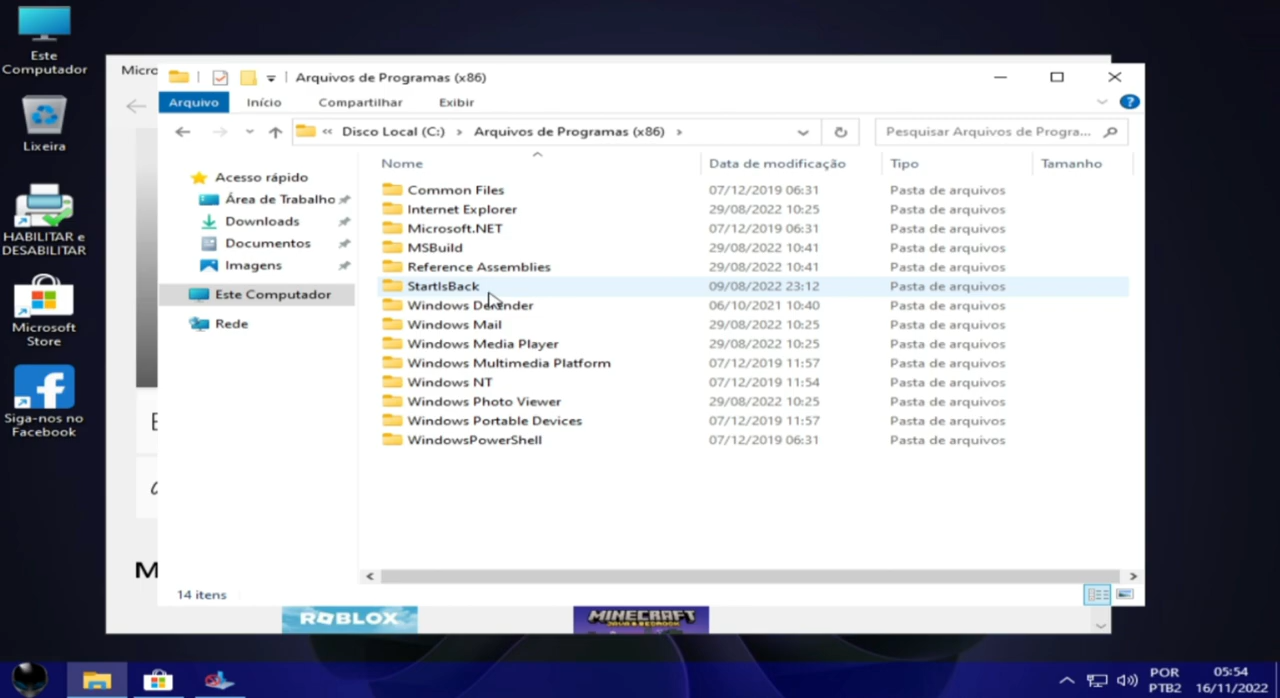 Este
Computador
Lixeira
HABILITAR e
DESABILITAR
Microsoft
Store
Siga-nos no
Facebook
Micro
Arquivos de Programas (x86)
Arquivo Início Compartilhar Exibir
« Disco Local (C:) › Arquivos de Programas (x86) ›
Pesquisar Arquivos de Progra...
Acesso rápido
Área de Trabalho
Downloads
Documentos
Imagens
Este Computador
Rede
Nome Data de modificação Tipo Tamanho
Common Files 07/12/2019 06:31 Pasta de arquivos
Internet Explorer 29/08/2022 10:25 Pasta de arquivos
Microsoft.NET 07/12/2019 06:31 Pasta de arquivos
MSBuild 29/08/2022 10:41 Pasta de arquivos
Reference Assemblies 29/08/2022 10:41 Pasta de arquivos
StartIsBack 09/08/2022 23:12 Pasta de arquivos
Windows Defender 06/10/2021 10:40 Pasta de arquivos
Windows Mail 29/08/2022 10:25 Pasta de arquivos
Windows Media Player 29/08/2022 10:25 Pasta de arquivos
Windows Multimedia Platform 07/12/2019 11:57 Pasta de arquivos
Windows NT 07/12/2019 11:54 Pasta de arquivos
Windows Photo Viewer 29/08/2022 10:25 Pasta de arquivos
Windows Portable Devices 07/12/2019 11:57 Pasta de arquivos
WindowsPowerShell 07/12/2019 06:31 Pasta de arquivos
14 itens
ROBLOX
MINECRAFT
POR
PTB2
05:54
16/11/2022